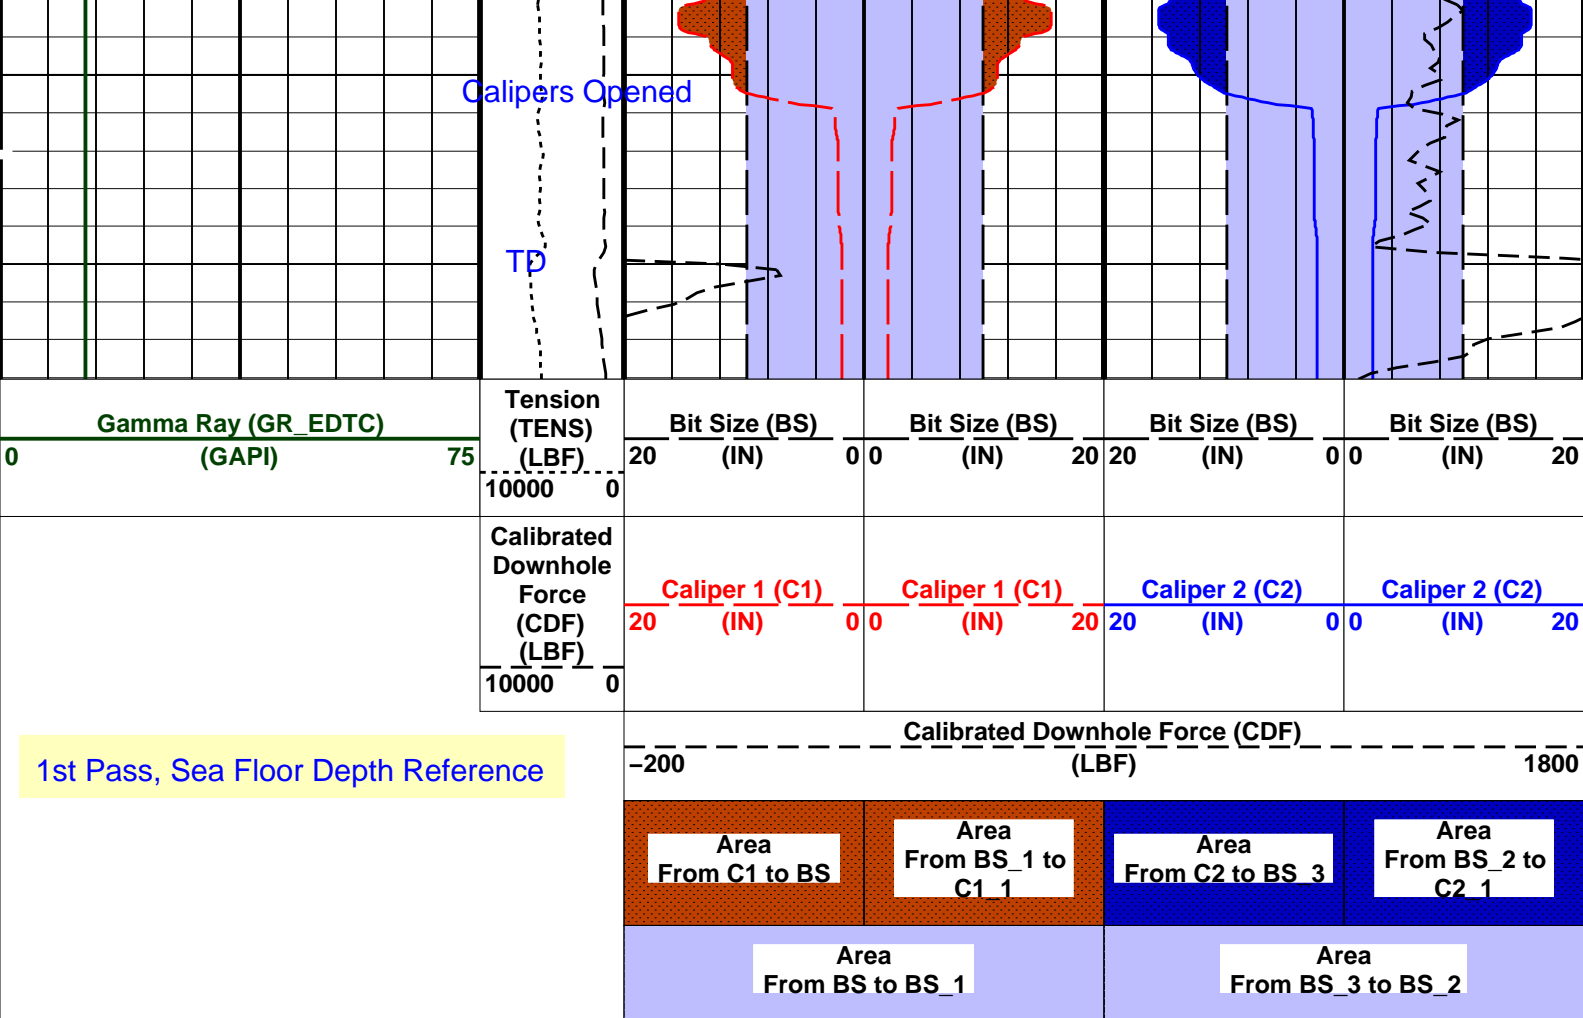 Calipers Opened
TD
Gamma Ray (GR_EDTC)
0 (GAPI) 75
Tension
(TENS)
(LBF)
10000 0
Bit Size (BS)
20 (IN) 0
Bit Size (BS)
0 (IN) 20
Bit Size (BS)
20 (IN) 0
Bit Size (BS)
0 (IN) 20
Calibrated
Downhole
Force
(CDF)
(LBF)
10000 0
Caliper 1 (C1)
20 (IN) 0
Caliper 1 (C1)
0 (IN) 20
Caliper 2 (C2)
20 (IN) 0
Caliper 2 (C2)
0 (IN) 20
Calibrated Downhole Force (CDF)
−200 (LBF) 1800
1st Pass, Sea Floor Depth Reference
Area
From C1 to BS
Area
From BS_1 to
C1_1
Area
From C2 to BS_3
Area
From BS_2 to
C2_1
Area
From BS to BS_1
Area
From BS_3 to BS_2